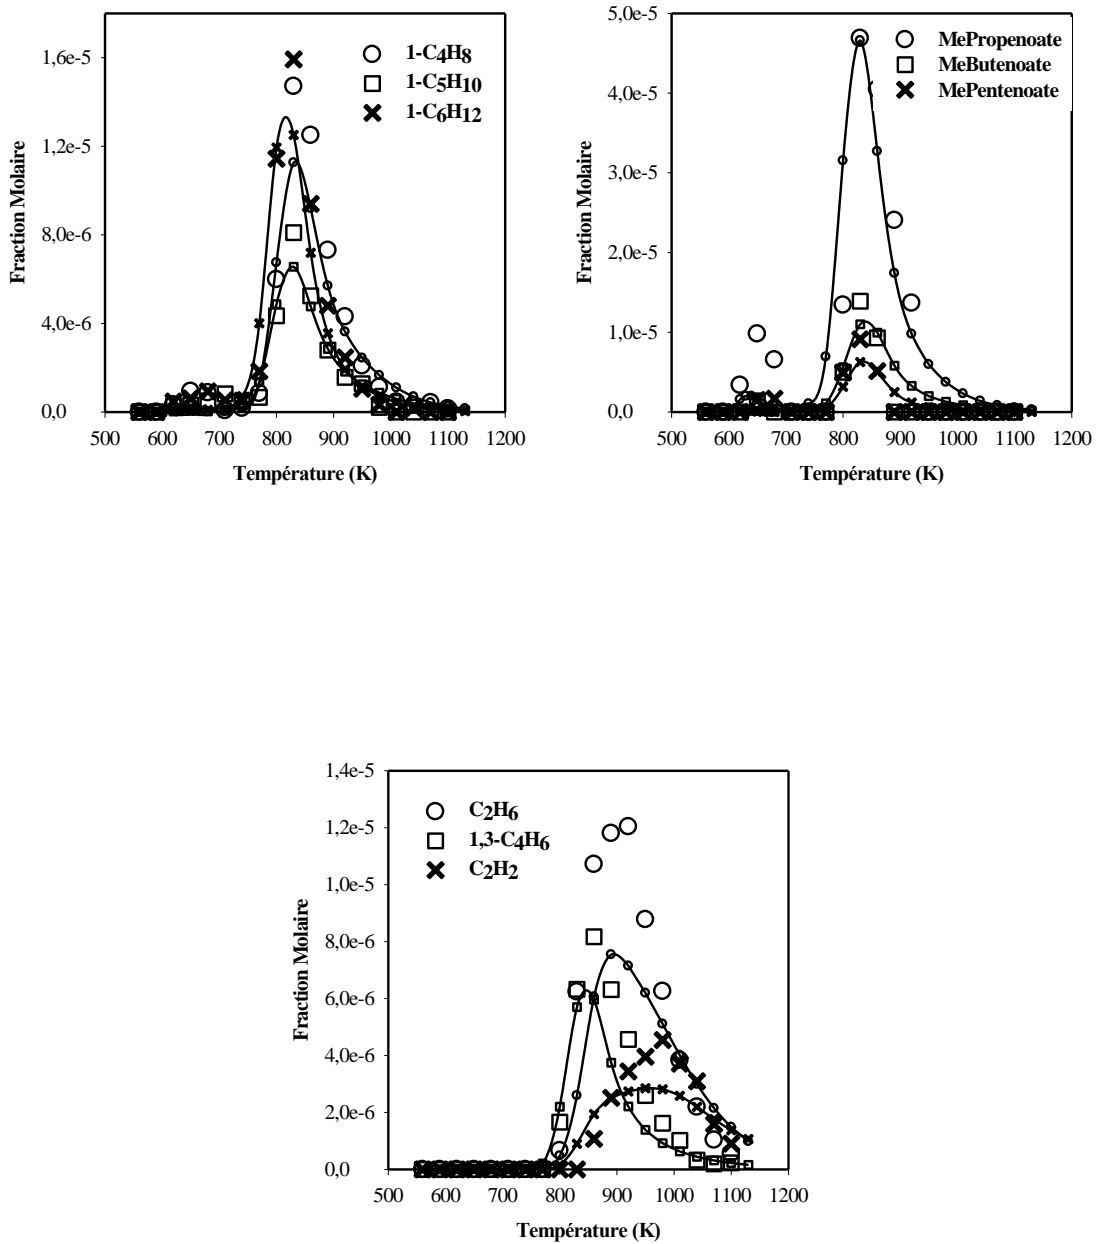 1,6e-5
1,2e-5
8,0e-6
4,0e-6
0,0
Fraction Molaire
1-C4H8
1-C5H10
1-C6H12
500 600 700 800 900 1000 1100 1200
Température (K)
5,0e-5
4,0e-5
3,0e-5
2,0e-5
1,0e-5
0,0
Fraction Molaire
MePropenoate
MeButenoate
MePentenoate
500 600 700 800 900 1000 1100 1200
Température (K)
1,4e-5
1,2e-5
1,0e-5
8,0e-6
6,0e-6
4,0e-6
2,0e-6
0,0
Fraction Molaire
C2H6
1,3-C4H6
C2H2
500 600 700 800 900 1000 1100 1200
Température (K)